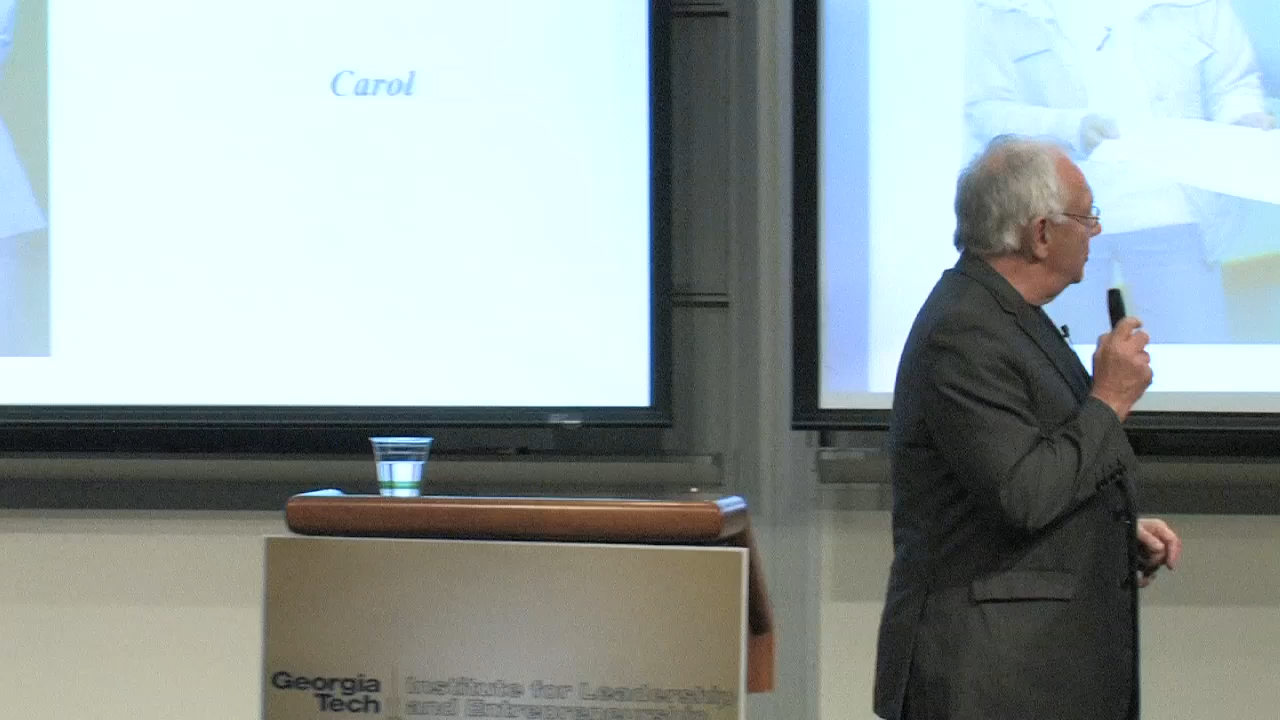 Carol
Georgia
Tech
Institute for Leadership
and Entrepreneurship